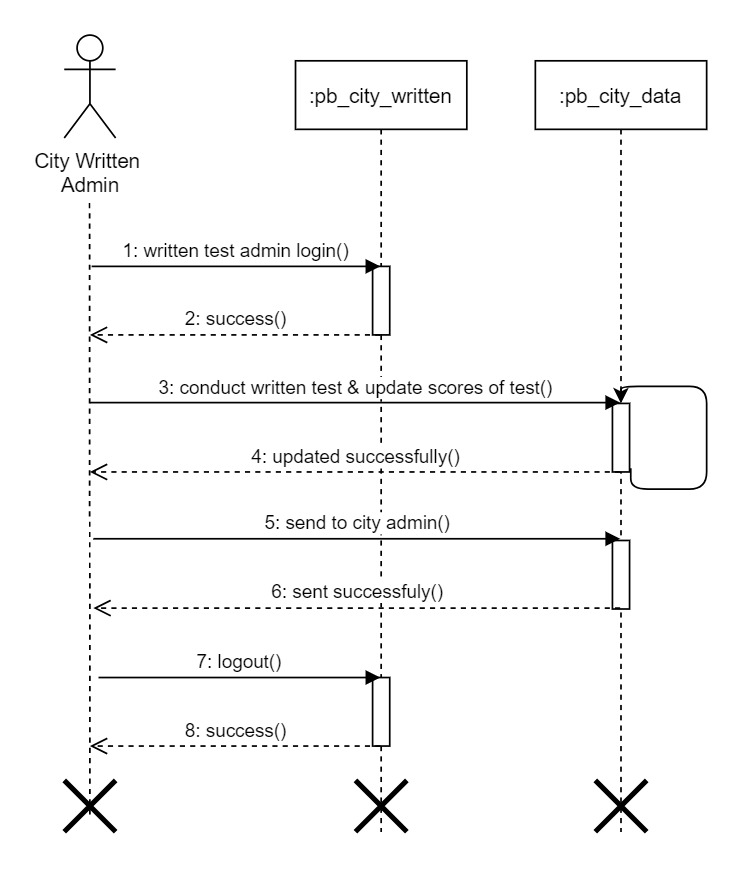 :pb_city_written
:pb_city_data
City Written
Admin
1: written test admin login()
2: success()
3: conduct written test & update scores of test()
4: updated successfully()
5: send to city admin()
6: sent successfuly()
7: logout()
8: success()